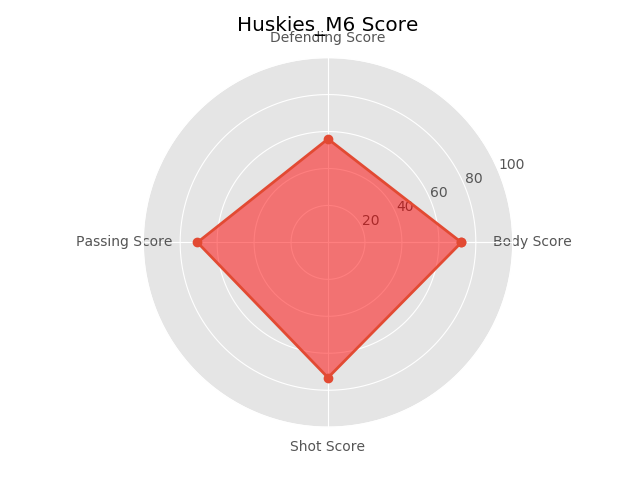 Huskies_M6 Score
Defending Score
100
80
60
40
20
Passing Score
Body Score
Shot Score